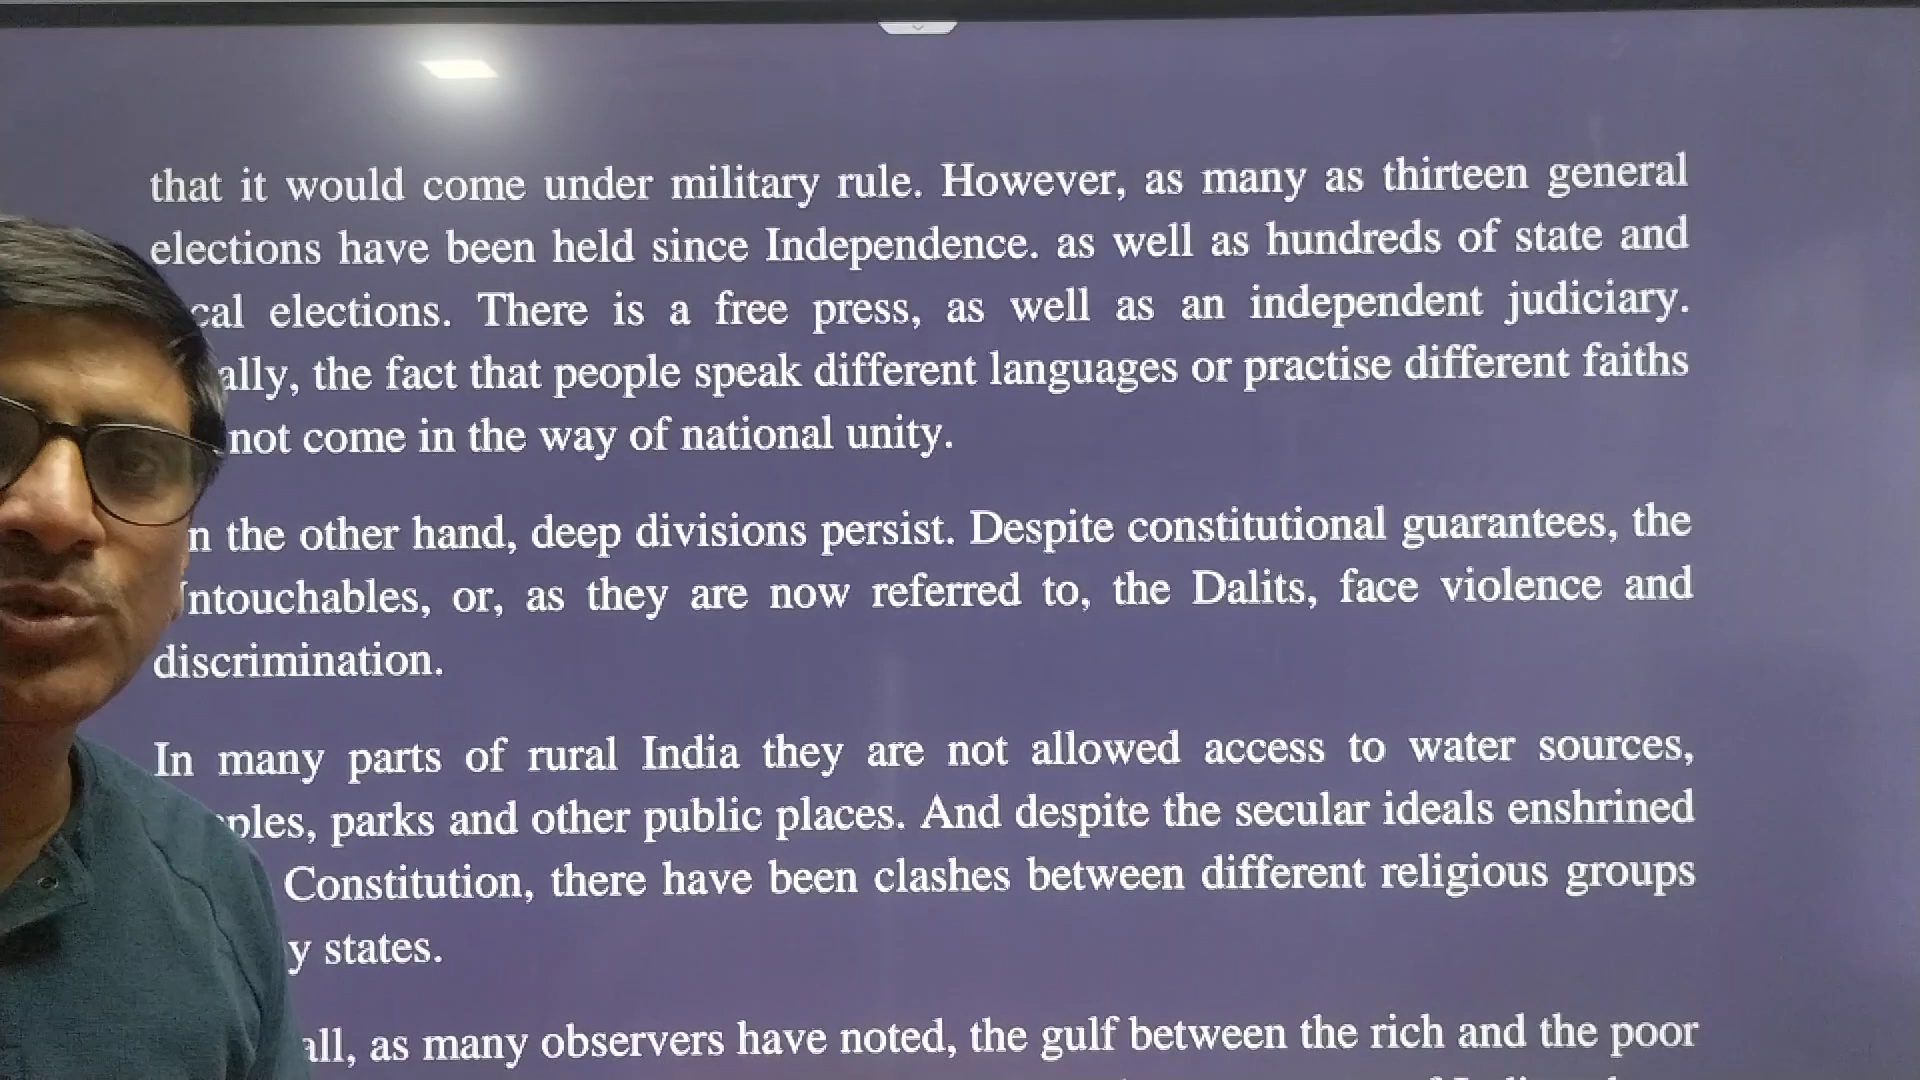 that it would come under military rule. However, as many as thirteen general
elections have been held since Independence. as well as hundreds of state and
elections. There is a free press, as well as an independent judiciary.
the fact that people speak different languages or practise different faiths
not come in the way of national unity.
the other hand, deep divisions persist. Despite constitutional guarantees, the
or, as they are now referred to, the Dalits, face violence and
discrimination.
In many parts of rural India they are not allowed access to water sources,
parks and other public places. And despite the secular ideals enshrined
Constitution, there have been clashes between different religious groups
states.
as many observers have noted, the gulf between the rich and the poor